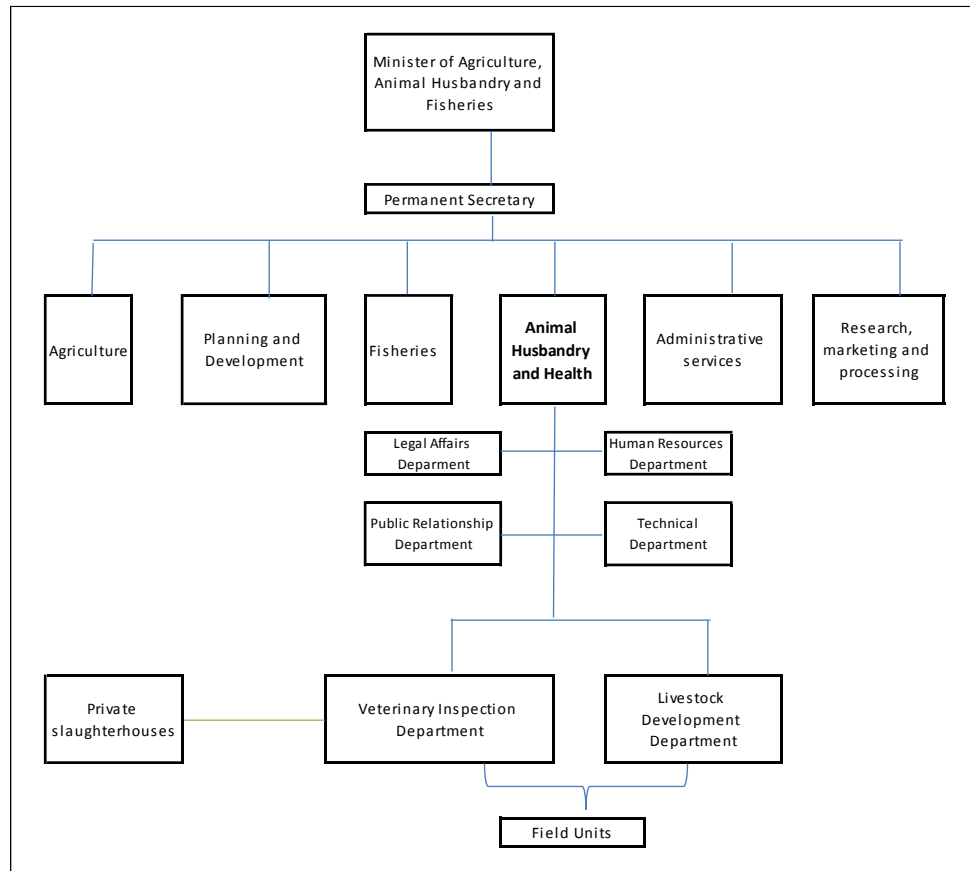 Minister of Agriculture,
Animal Husbandry and
Fisheries
Permanent Secretary
Agriculture
Planning and
Development
Fisheries
Animal
Husbandry
and Health
Administrative
services
Research,
marketing and
processing
Legal Affairs
Deparment
Human Resources
Department
Public Relationship
Department
Technical
Department
Private
slaughterhouses
Veterinary Inspection
Department
Livestock
Development
Department
Field Units